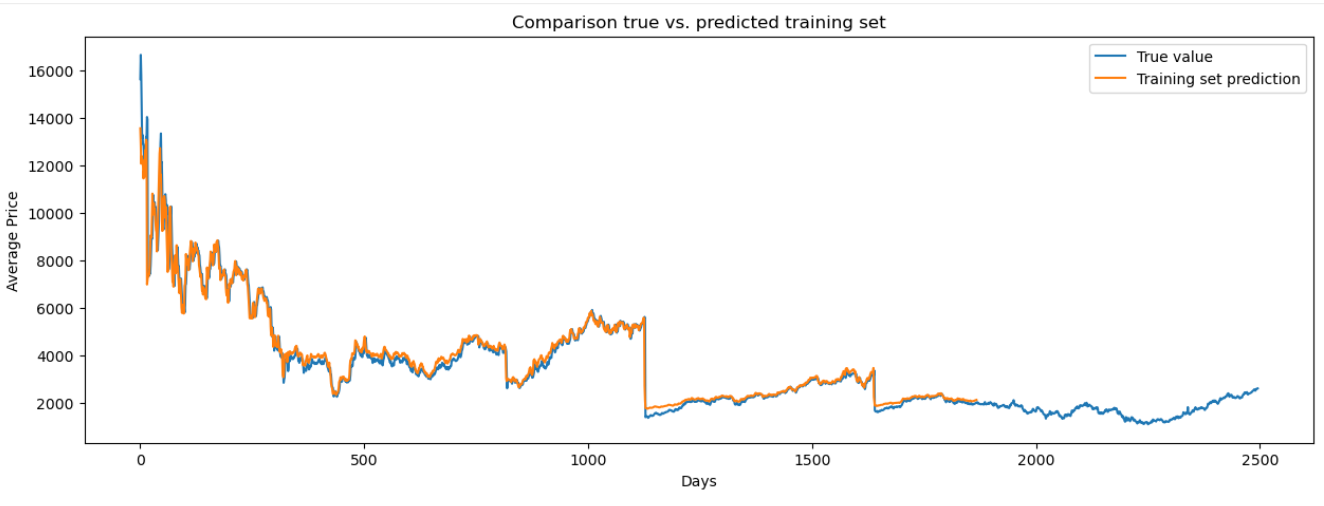 Comparison true vs. predicted training set
True value
Training set prediction
Average Price
16000
14000
12000
10000
8000
6000
4000
2000
0
500
1000
1500
2000
2500
Days